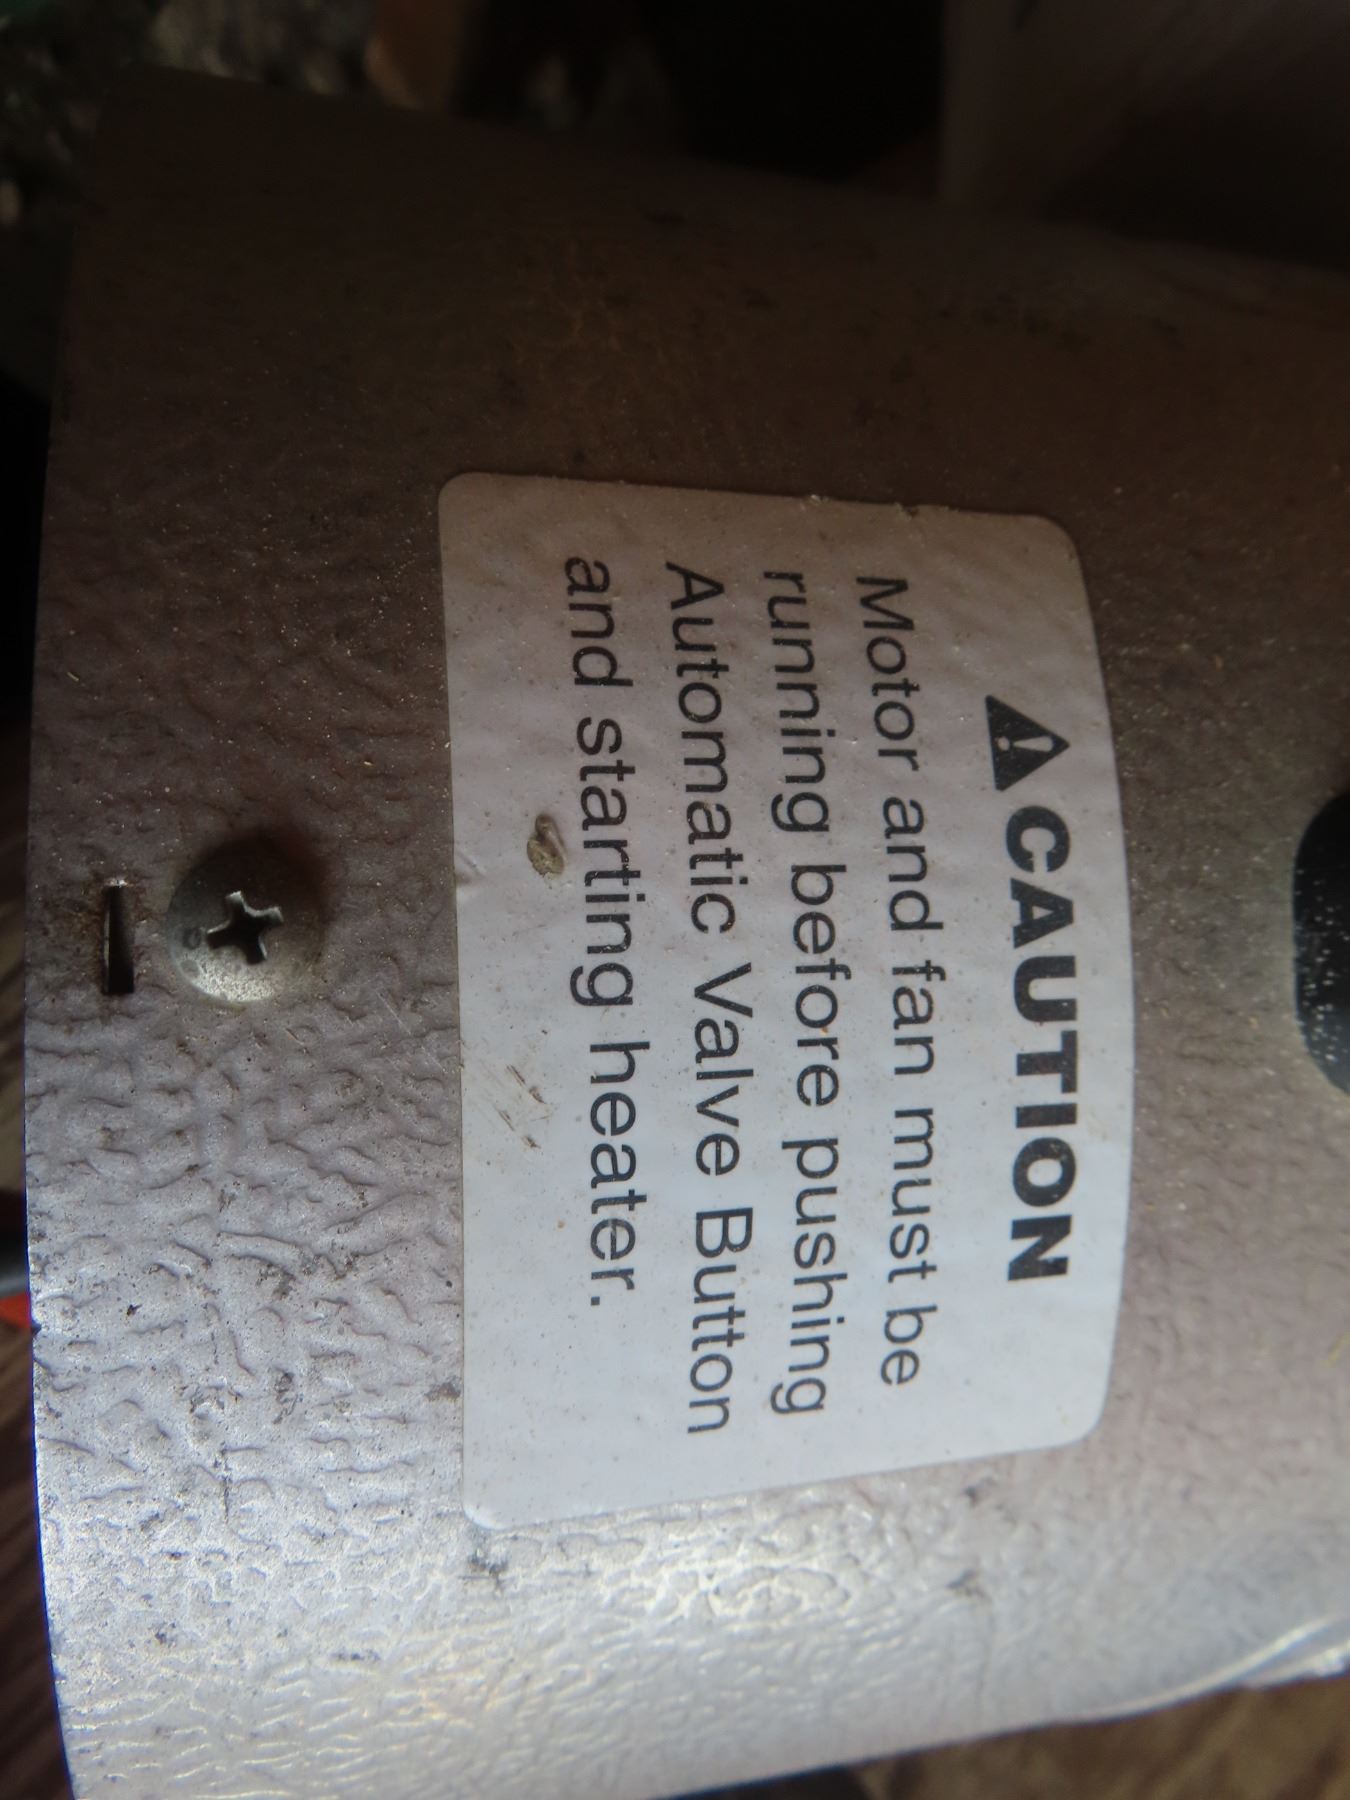 CAUTION
Motor and fan must be
running before pushing
Automatic Valve Button
and starting heater.